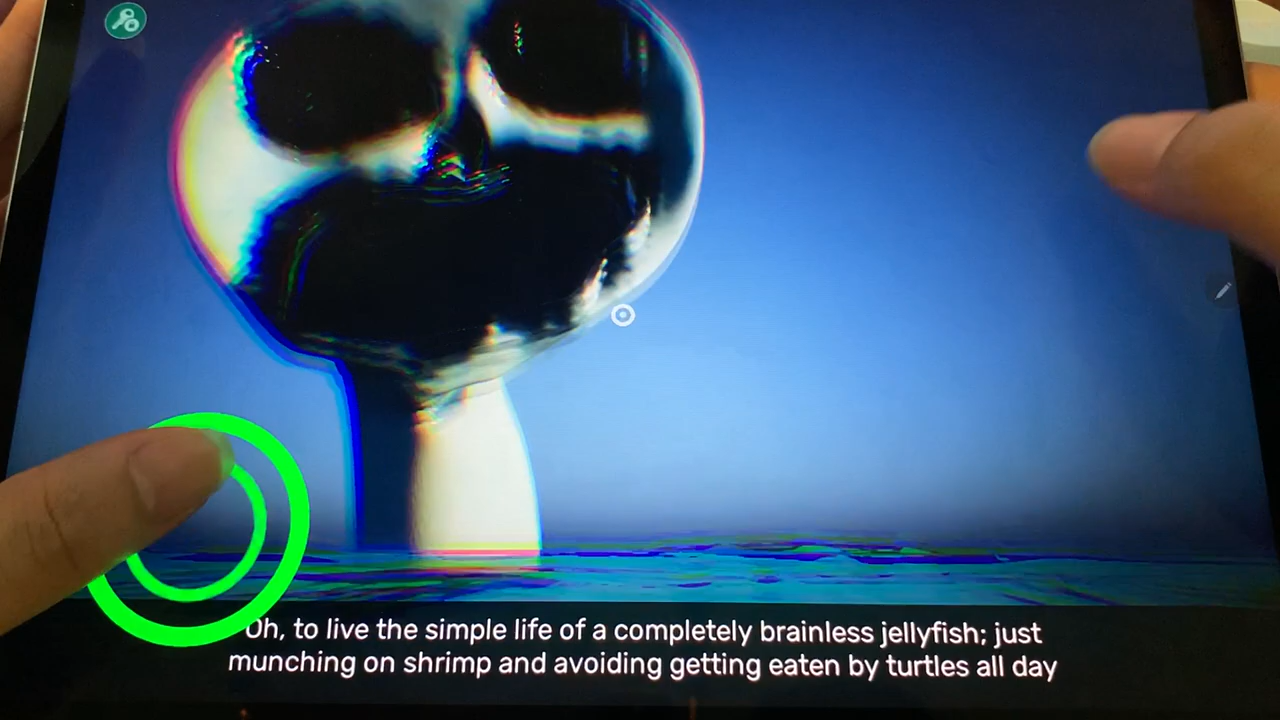 Oh, to live the simple life of a completely brainless jellyfish; just
munching on shrimp and avoiding getting eaten by turtles all day